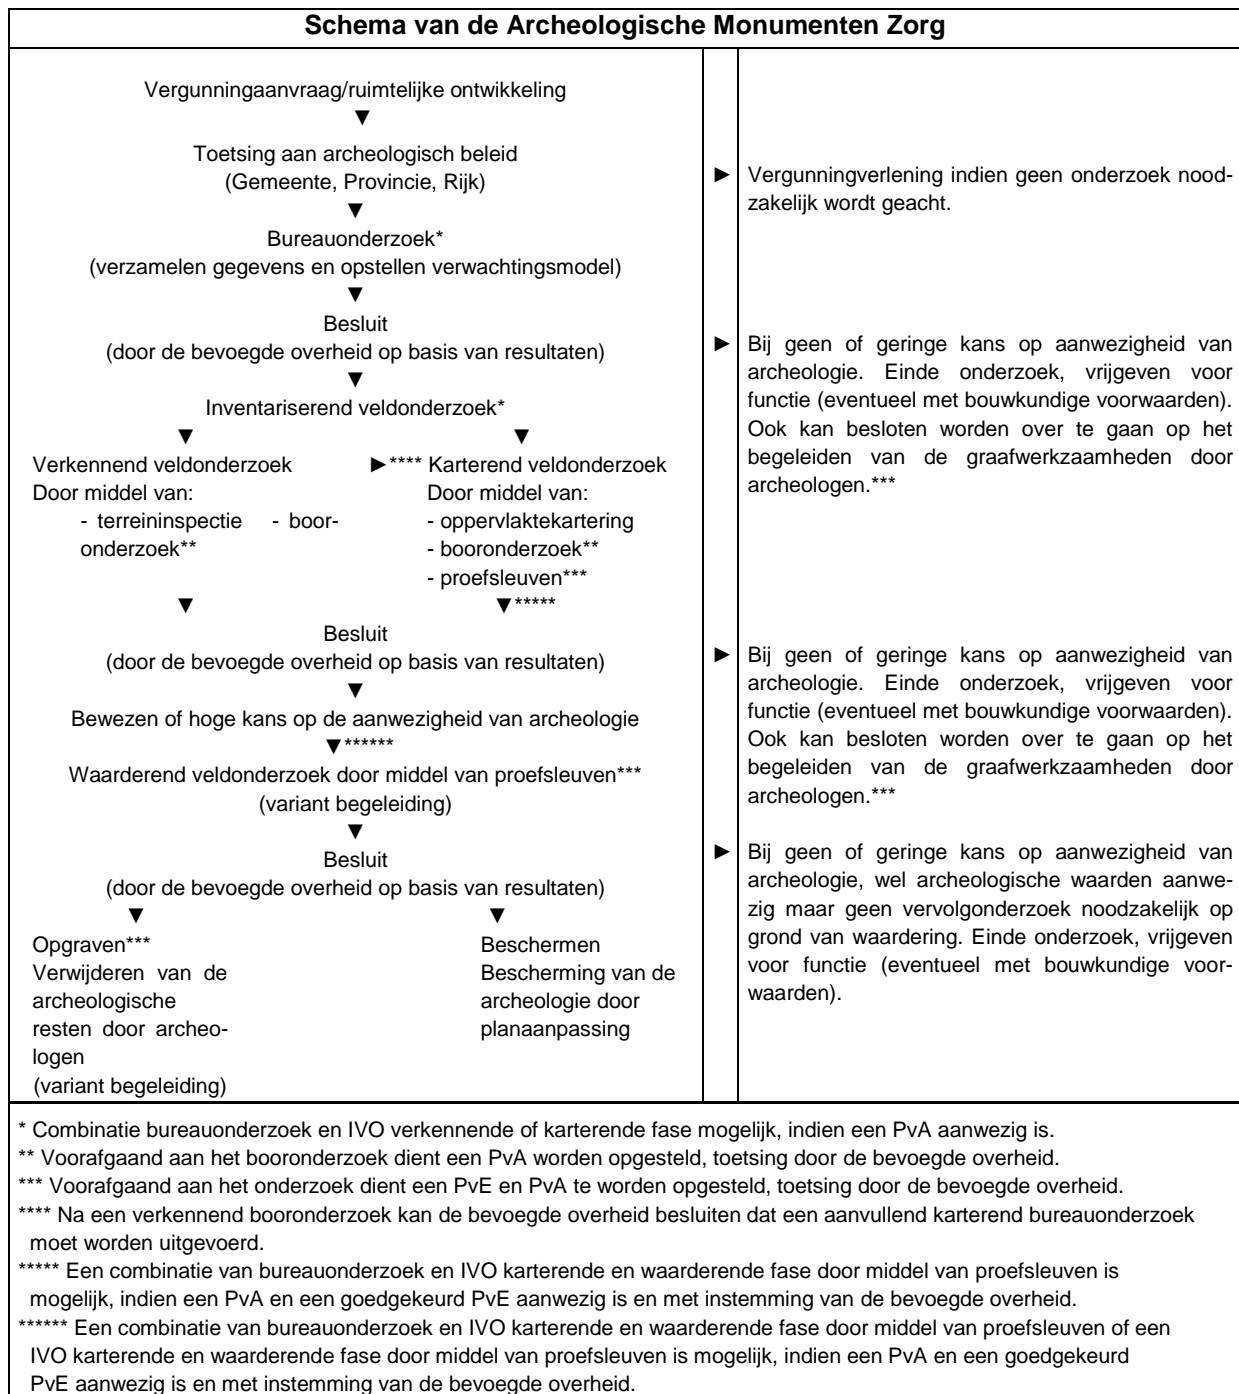 Schema van de Archeologische Monumenten Zorg
Vergunningaanvraag/ruimtelijke ontwikkeling
▼
Toetsing aan archeologisch beleid
(Gemeente, Provincie, Rijk)
▼
Bureauonderzoek*
(verzamelen gegevens en opstellen verwachtingsmodel)
▼
Besluit
(door de bevoegde overheid op basis van resultaten)
▼
Inventariserend veldonderzoek*
▼ ▼
Verkennend veldonderzoek ►**** Karterend veldonderzoek
Door middel van: Door middel van:
- terreininspectie - boor- - oppervlaktekartering
onderzoek** - booronderzoek**
- proefsleuven***
▼ ▼*****
Besluit
(door de bevoegde overheid op basis van resultaten)
▼
Bewezen of hoge kans op de aanwezigheid van archeologie
▼******
Waarderend veldonderzoek door middel van proefsleuven***
(variant begeleiding)
▼
Besluit
(door de bevoegde overheid op basis van resultaten)
▼ ▼
Opgraven*** Beschermen
Verwijderen van de Bescherming van de
archeologische archeologie door
resten door archeo- planaanpassing
logen
(variant begeleiding)
► Vergunningverlening indien geen onderzoek nood-
zakelijk wordt geacht.
► Bij geen of geringe kans op aanwezigheid van
archeologie. Einde onderzoek, vrijgeven voor
functie (eventueel met bouwkundige voorwaarden).
Ook kan besloten worden over te gaan op het
begeleiden van de graafwerkzaamheden door
archeologen.***
► Bij geen of geringe kans op aanwezigheid van
archeologie. Einde onderzoek, vrijgeven voor
functie (eventueel met bouwkundige voorwaarden).
Ook kan besloten worden over te gaan op het
begeleiden van de graafwerkzaamheden door
archeologen.***
► Bij geen of geringe kans op aanwezigheid van
archeologie, wel archeologische waarden aanwe-
zig maar geen vervolgonderzoek noodzakelijk op
grond van waardering. Einde onderzoek, vrijgeven
voor functie (eventueel met bouwkundige voor-
waarden).
* Combinatie bureauonderzoek en IVO verkennende of karterende fase mogelijk, indien een PvA aanwezig is.
** Voorafgaand aan het booronderzoek dient een PvA worden opgesteld, toetsing door de bevoegde overheid.
*** Voorafgaand aan het onderzoek dient een PvE en PvA te worden opgesteld, toetsing door de bevoegde overheid.
**** Na een verkennend booronderzoek kan de bevoegde overheid besluiten dat een aanvullend karterend bureauonderzoek
moet worden uitgevoerd.
***** Een combinatie van bureauonderzoek en IVO karterende en waarderende fase door middel van proefsleuven is
mogelijk, indien een PvA en een goedgekeurd PvE aanwezig is en met instemming van de bevoegde overheid.
****** Een combinatie van bureauonderzoek en IVO karterende en waarderende fase door middel van proefsleuven of een
IVO karterende en waarderende fase door middel van proefsleuven is mogelijk, indien een PvA en een goedgekeurd
PvE aanwezig is en met instemming van de bevoegde overheid.